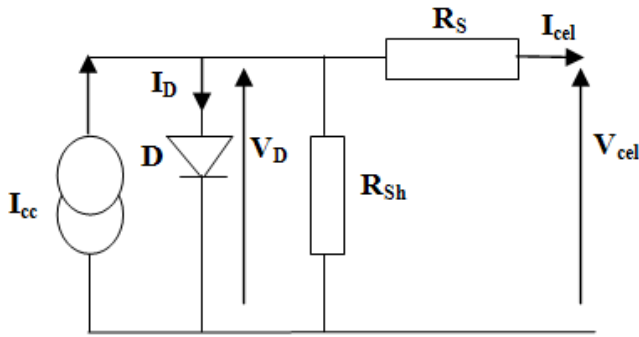 R_S
I_cel
I_D
D
V_D
V_cel
R_Sh
I_cc